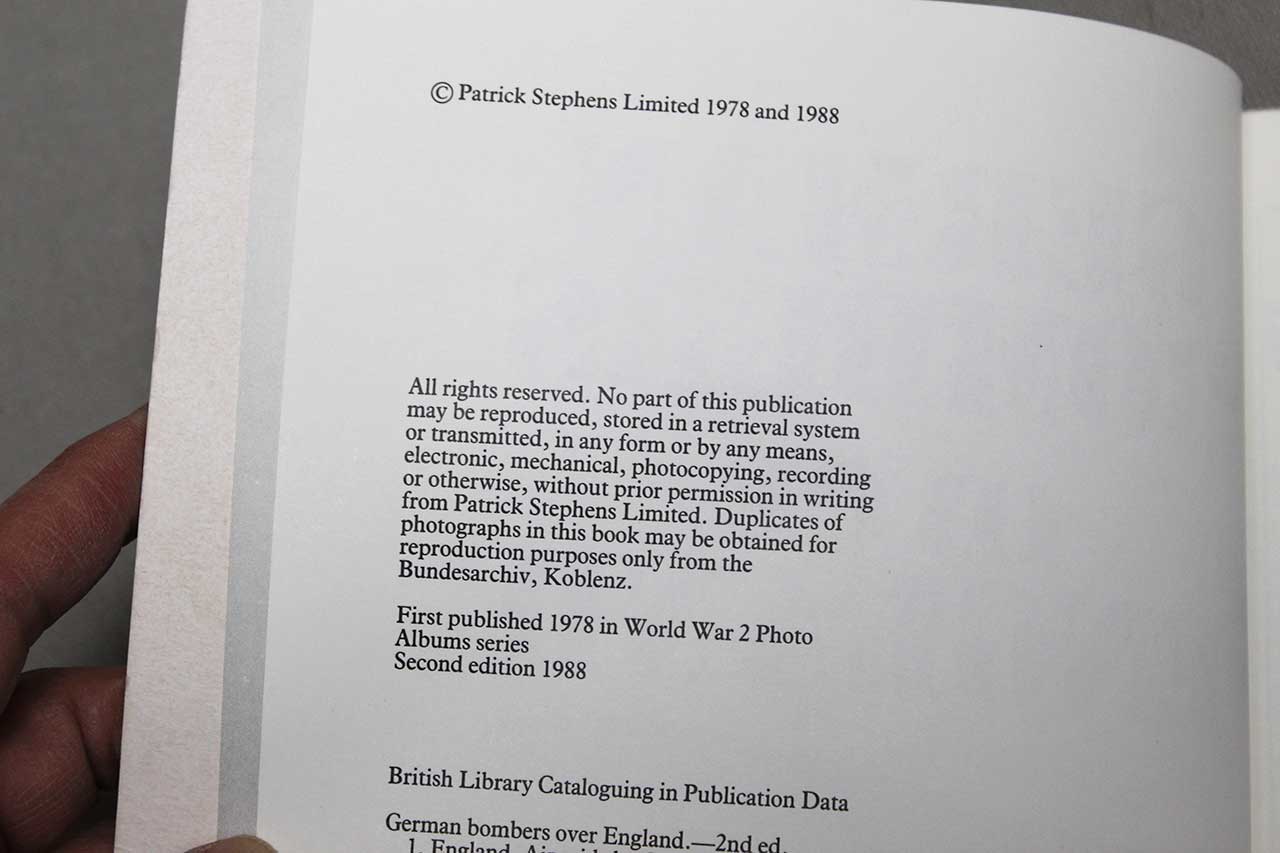 © Patrick Stephens Limited 1978 and 1988
All rights reserved. No part of this publication
may be reproduced, stored in a retrieval system
or transmitted, in any form or by any means,
electronic, mechanical, photocopying, recording
or otherwise, without prior permission in writing
from Patrick Stephens Limited. Duplicates of
photographs in this book may be obtained for
reproduction purposes only from the
Bundesarchiv, Koblenz.
First published 1978 in World War 2 Photo
Albums series
Second edition 1988
British Library Cataloguing in Publication Data
German bombers over England.—2nd ed.
1. England.